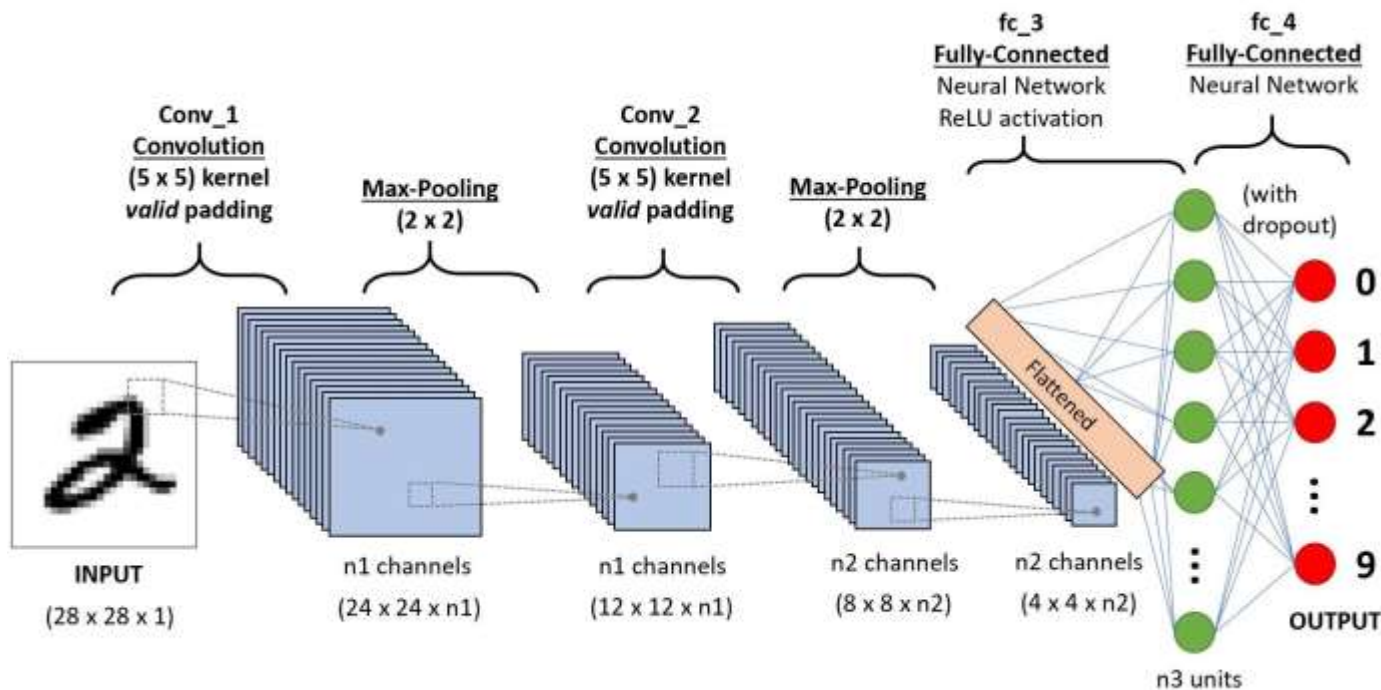 Conv_1
Convolution
(5 x 5) kernel
valid padding
Max-Pooling
(2 x 2)
Conv_2
Convolution
(5 x 5) kernel
valid padding
Max-Pooling
(2 x 2)
fc_3
Fully-Connected
Neural Network
ReLU activation
fc_4
Fully-Connected
Neural Network
(with
dropout)
Flattened
0
1
2
9
2
INPUT
(28 x 28 x 1)
n1 channels
(24 x 24 x n1)
n1 channels
(12 x 12 x n1)
n2 channels
(8 x 8 x n2)
n2 channels
(4 x 4 x n2)
n3 units
OUTPUT